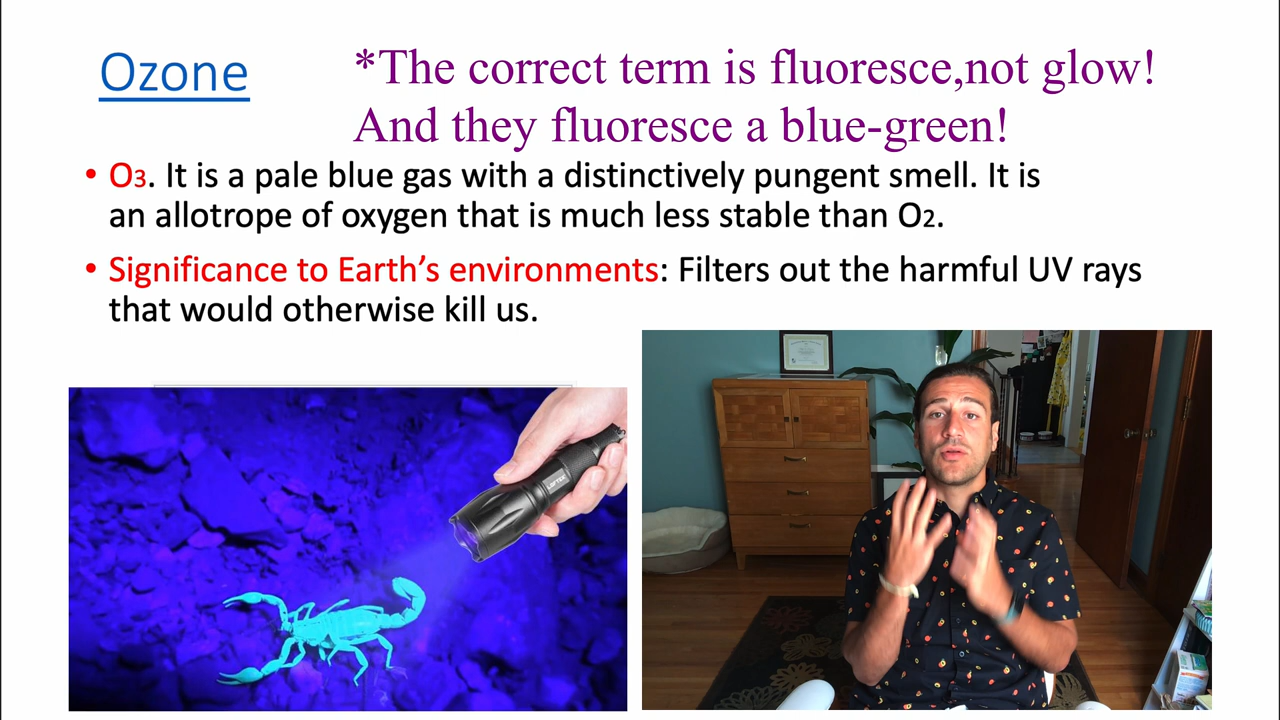 Ozone
*The correct term is fluoresce,not glow!
And they fluoresce a blue-green!
• O3. It is a pale blue gas with a distinctively pungent smell. It is
an allotrope of oxygen that is much less stable than O2.
• Significance to Earth’s environments: Filters out the harmful UV rays
that would otherwise kill us.